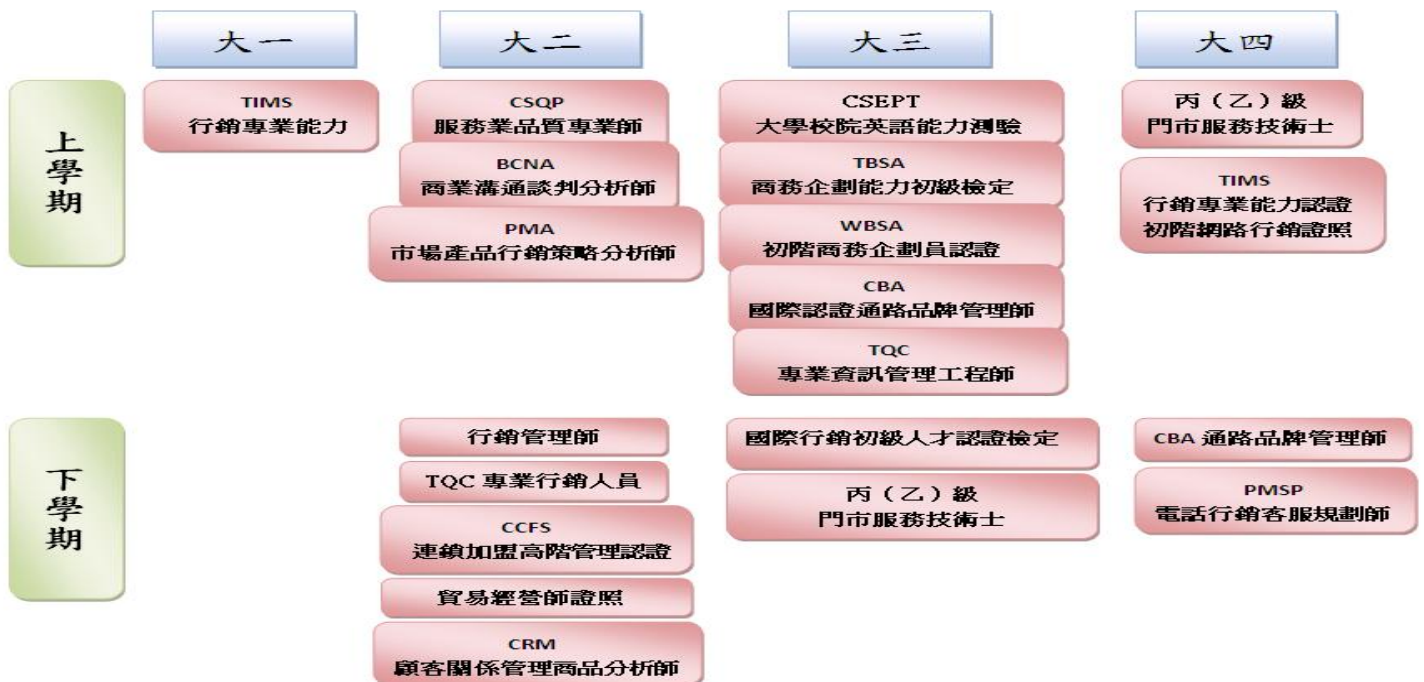 大一
大二
大三
大四
上學期
TIMS
行銷專業能力
CSQP
服務業品質專業師
BCNA
商業溝通談判分析師
PMA
市場產品行銷策略分析師
CSEPT
大學校院英語能力測驗
TBSA
商務企劃能力初級檢定
WBSA
初階商務企劃員認證
CBA
國際認證通路品牌管理師
TQC
專業資訊管理工程師
丙（乙）級
門市服務技術士
TIMS
行銷專業能力認證
初階網路行銷證照
下學期
行銷管理師
TQC 專業行銷人員
CCFS
連鎖加盟高階管理認證
貿易經營師證照
CRM
顧客關係管理商品分析師
國際行銷初級人才認證檢定
丙（乙）級
門市服務技術士
CBA 通路品牌管理師
PMSP
電話行銷客服規劃師